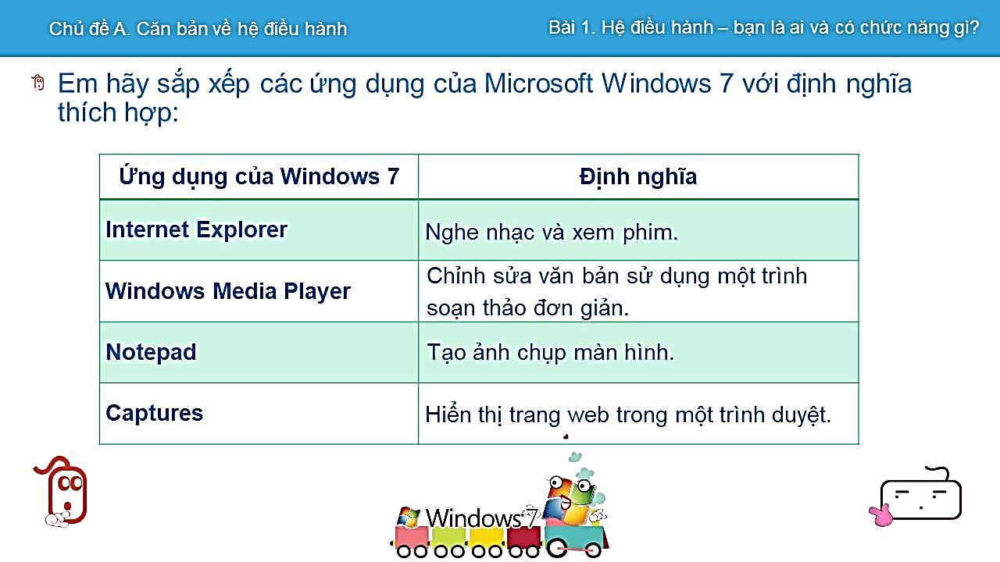 Chủ đề A. Căn bản về hệ điều hành
Bài 1. Hệ điều hành – bạn là ai và có chức năng gì?
Em hãy sắp xếp các ứng dụng của Microsoft Windows 7 với định nghĩa
thích hợp:
Ứng dụng của Windows 7
Định nghĩa
Internet Explorer
Nghe nhạc và xem phim.
Windows Media Player
Chỉnh sửa văn bản sử dụng một trình
soạn thảo đơn giản.
Notepad
Tạo ảnh chụp màn hình.
Captures
Hiển thị trang web trong một trình duyệt.
Windows 7